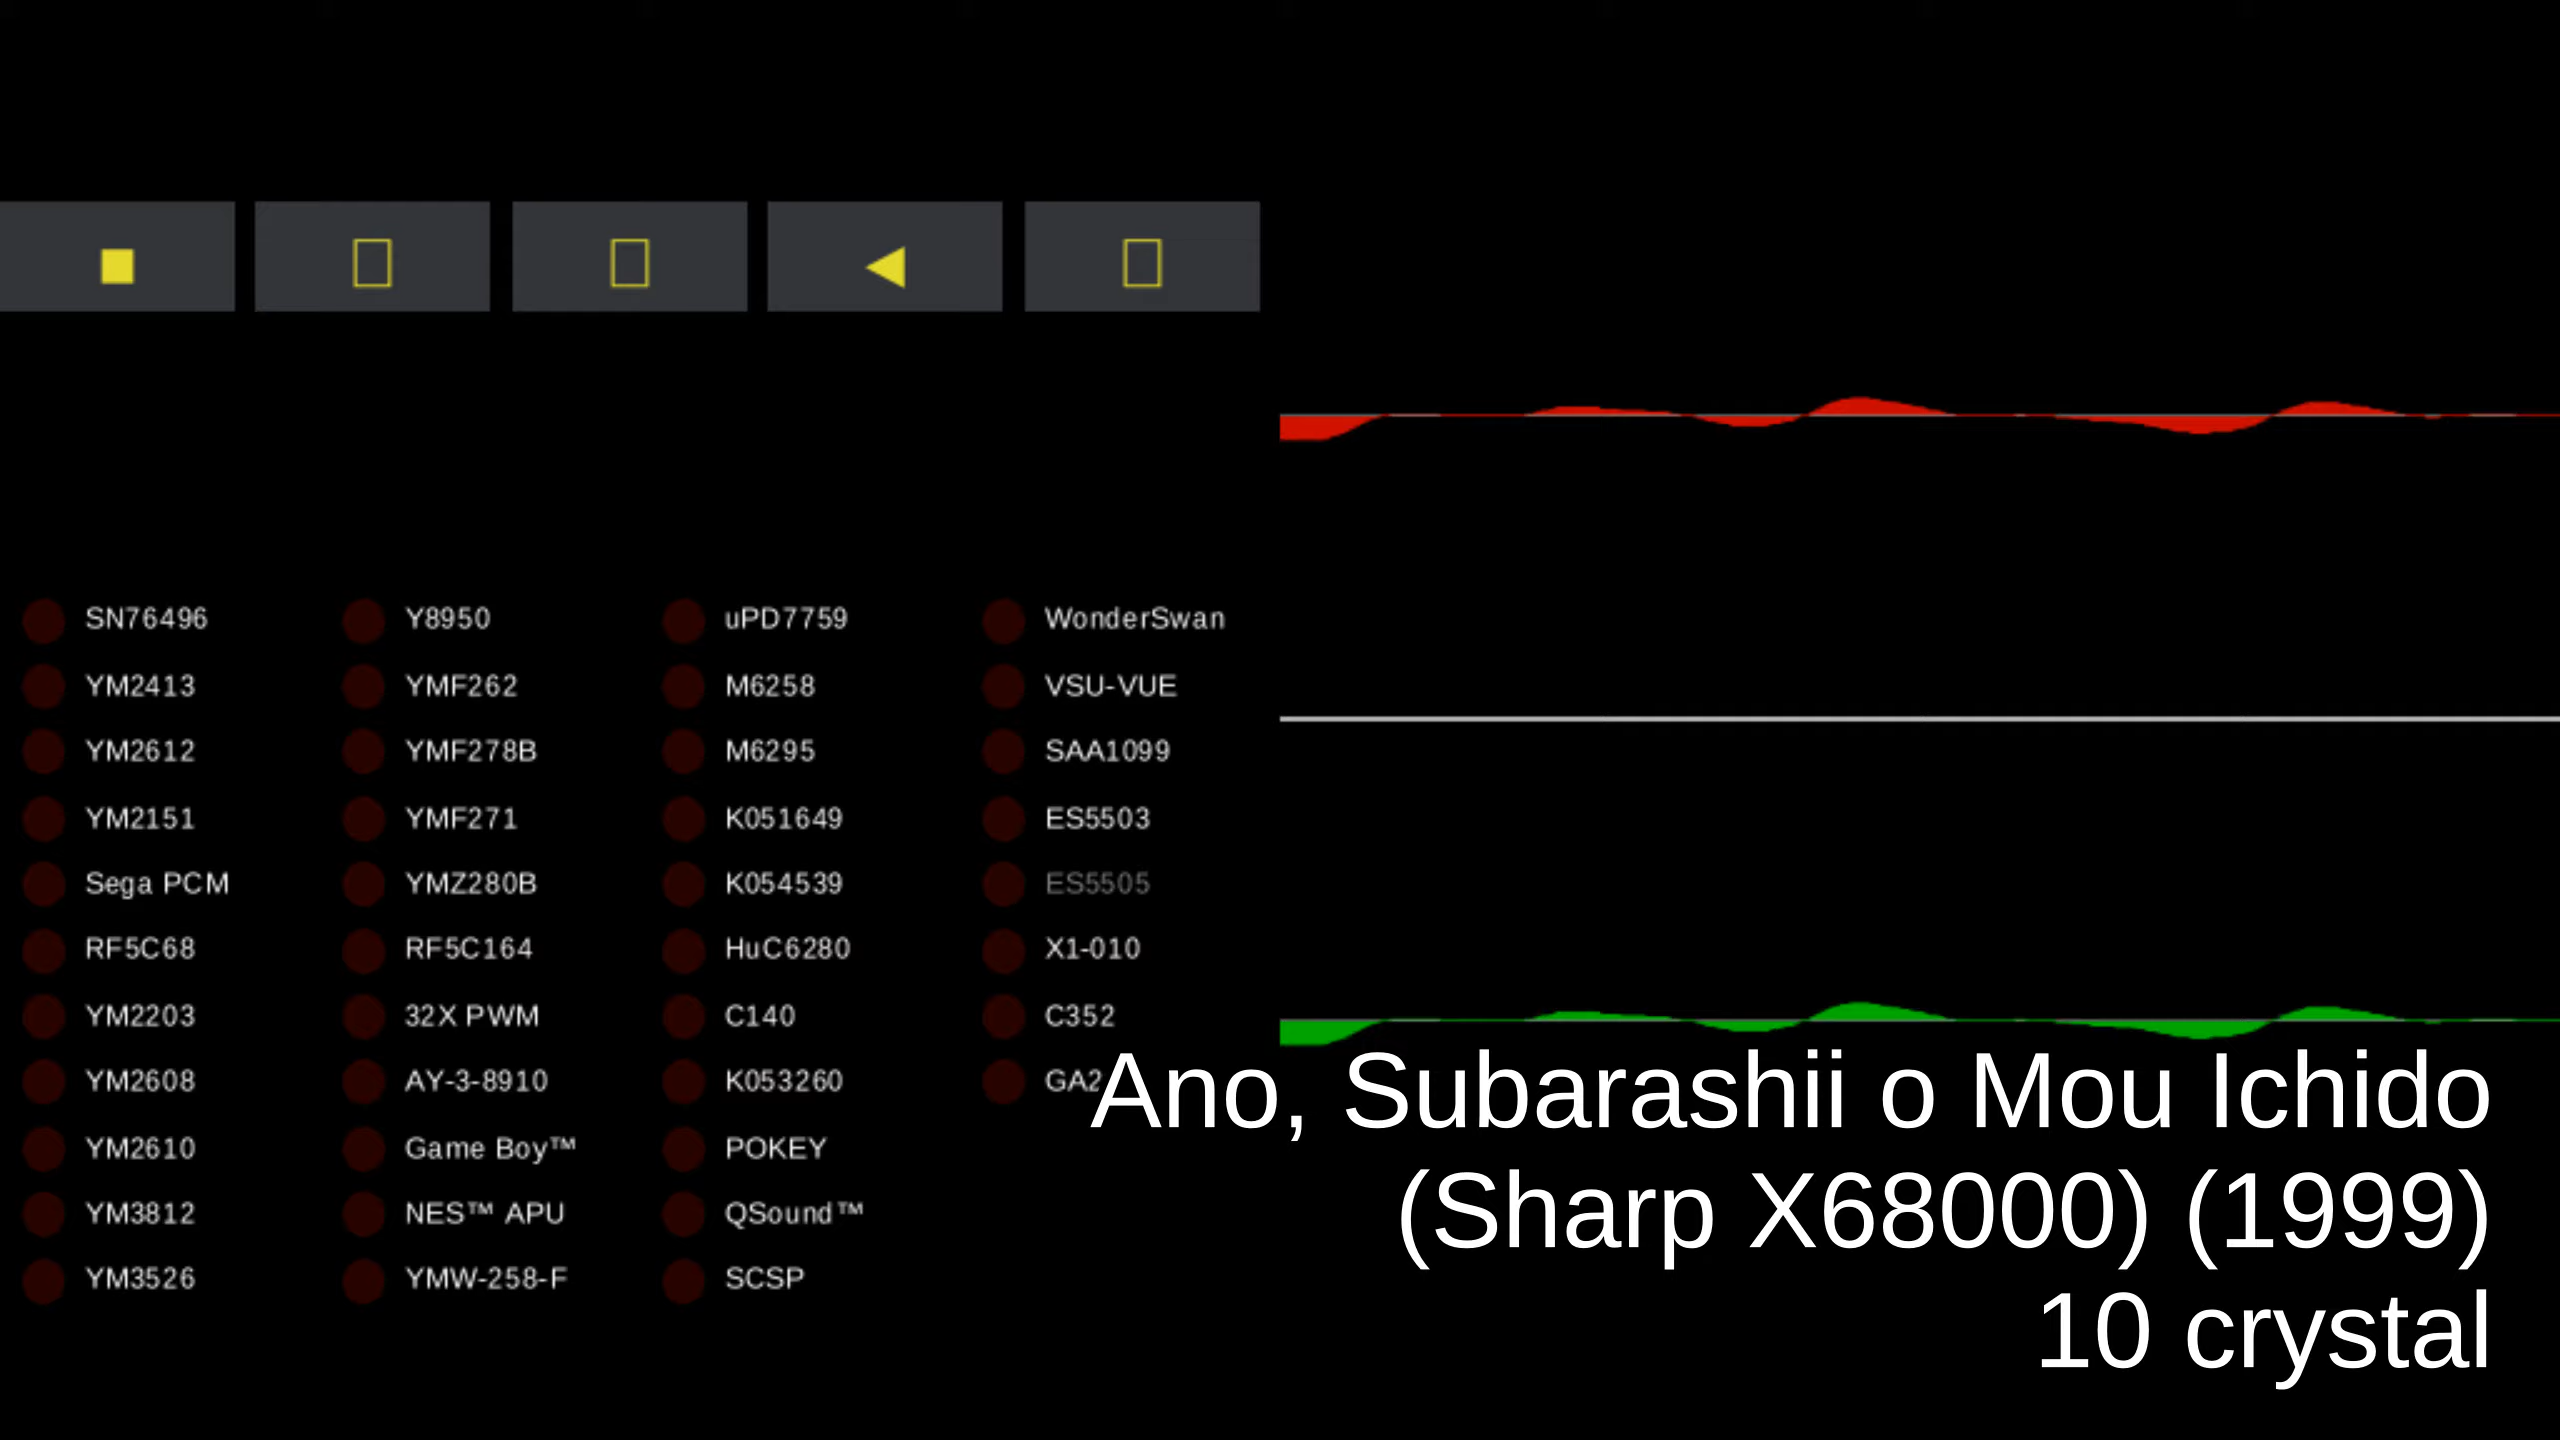 SN76496
YM2413
YM2612
YM2151
Sega PCM
RF5C68
YM2203
YM2608
YM2610
YM3812
YM3526
Y8950
YMF262
YMF278B
YMF271
YMZ280B
RF5C164
32X PWM
AY-3-8910
Game Boy™
NES™ APU
YMW-258-F
uPD7759
M6258
M6295
K051649
K054539
HuC6280
C140
K053260
POKEY
QSound™
SCSP
WonderSwan
VSU-VUE
SAA1099
ES5503
ES5505
X1-010
C352
GA2
Ano, Subarashii o Mou Ichido
(Sharp X68000) (1999)
10 crystal